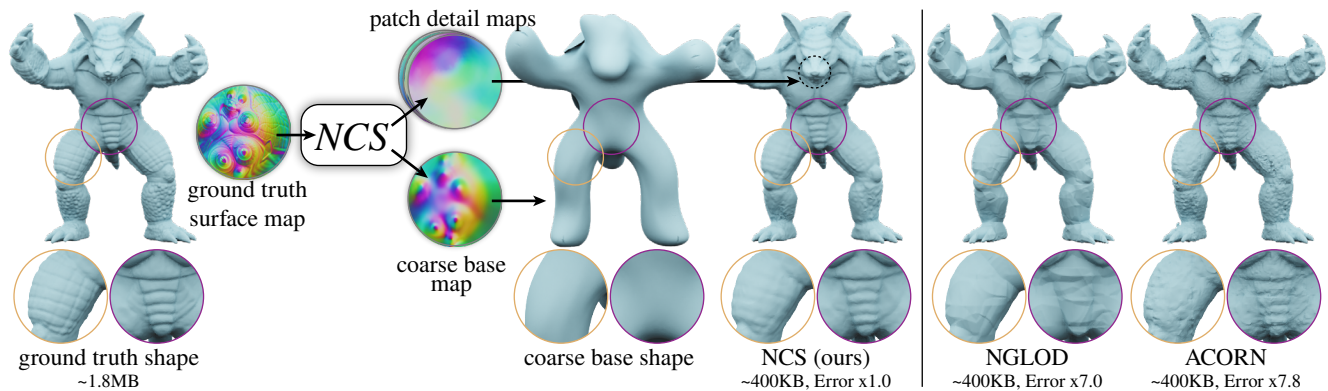 patch detail maps
NCS
ground truth
surface map
coarse base
map
ground truth shape
~1.8MB
coarse base shape
NCS (ours)
~400KB, Error x1.0
NGLOD
~400KB, Error x7.0
ACORN
~400KB, Error x7.8